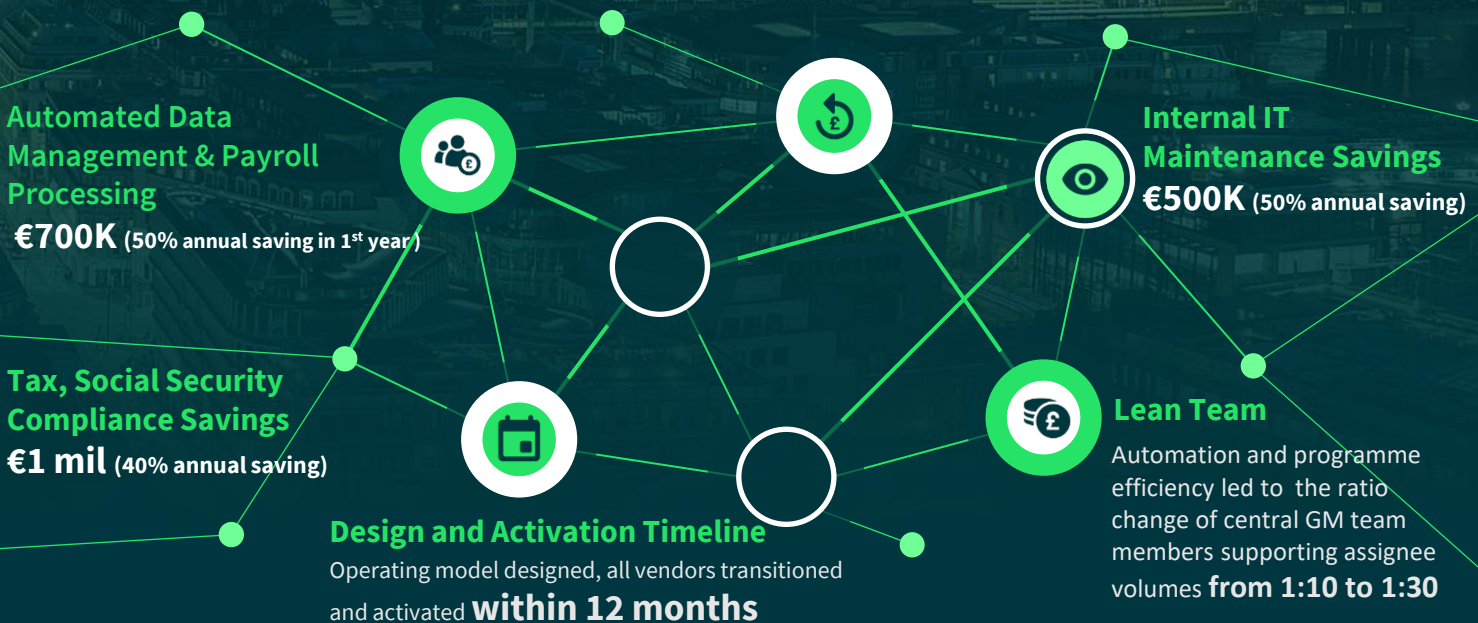 Automated Data
Management & Payroll
Processing
€700K (50% annual saving in 1st year)
Internal IT
Maintenance Savings
€500K (50% annual saving)
Tax, Social Security
Compliance Savings
€1 mil (40% annual saving)
Lean Team
Automation and programme
efficiency led to the ratio
change of central GM team
members supporting assignee
volumes from 1:10 to 1:30
Design and Activation Timeline
Operating model designed, all vendors transitioned
and activated within 12 months
£
£
£